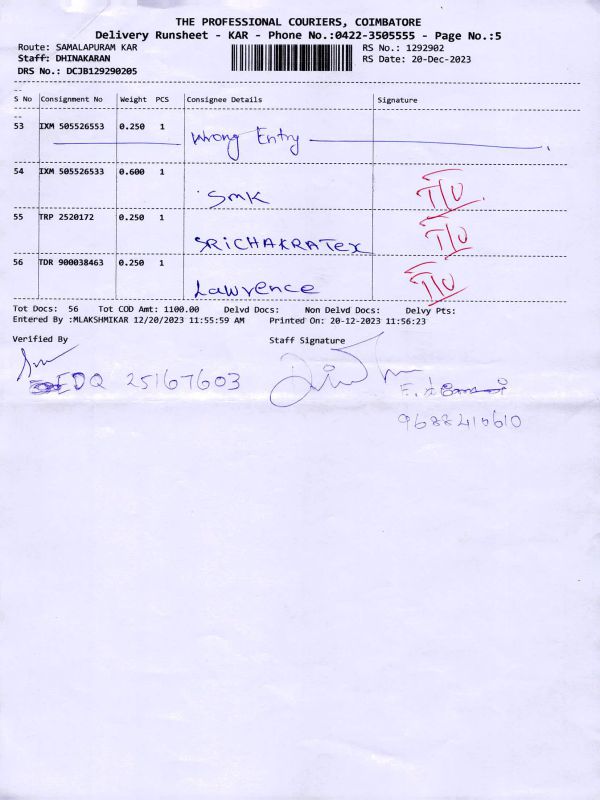 THE PROFESSIONAL COURIERS, COIMBATORE
Delivery Runsheet - KAR - Phone No.:0422-3505555 - Page No.:5
Route: SAMALAPURAM KAR RS No.: 1292902
Staff: DHINAKARAN RS Date: 20-Dec-2023
DRS No.: DCJB129290205
S No Consignment No Weight PCS Consignee Details Signature
53 IXM 505526553 0.250 1 Wrong Entry
54 IXM 505526533 0.600 1 SMK T/U
55 TRP 2520172 0.250 1 SRICHAKRATEX T/U
56 TDR 900038463 0.250 1 Lawrence T/U
Tot Docs: 56 Tot COD Amt: 1100.00 Delvd Docs: Non Delvd Docs: Delvy Pts:
Entered By :MLAKSHMIKAR 12/20/2023 11:55:59 AM Printed On: 20-12-2023 11:56:23
Verified By Staff Signature
EDQ 25167603
9688410610